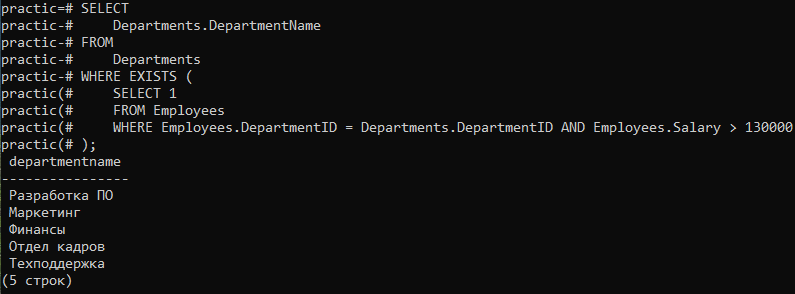 practic=# SELECT
practic-#     Departments.DepartmentName
practic-# FROM
practic-#     Departments
practic-# WHERE EXISTS (
practic(#     SELECT 1
practic(#     FROM Employees
practic(#     WHERE Employees.DepartmentID = Departments.DepartmentID AND Employees.Salary > 130000
practic(# );
 departmentname
----------------
 Разработка ПО
 Маркетинг
 Финансы
 Отдел кадров
 Техподдержка
(5 строк)